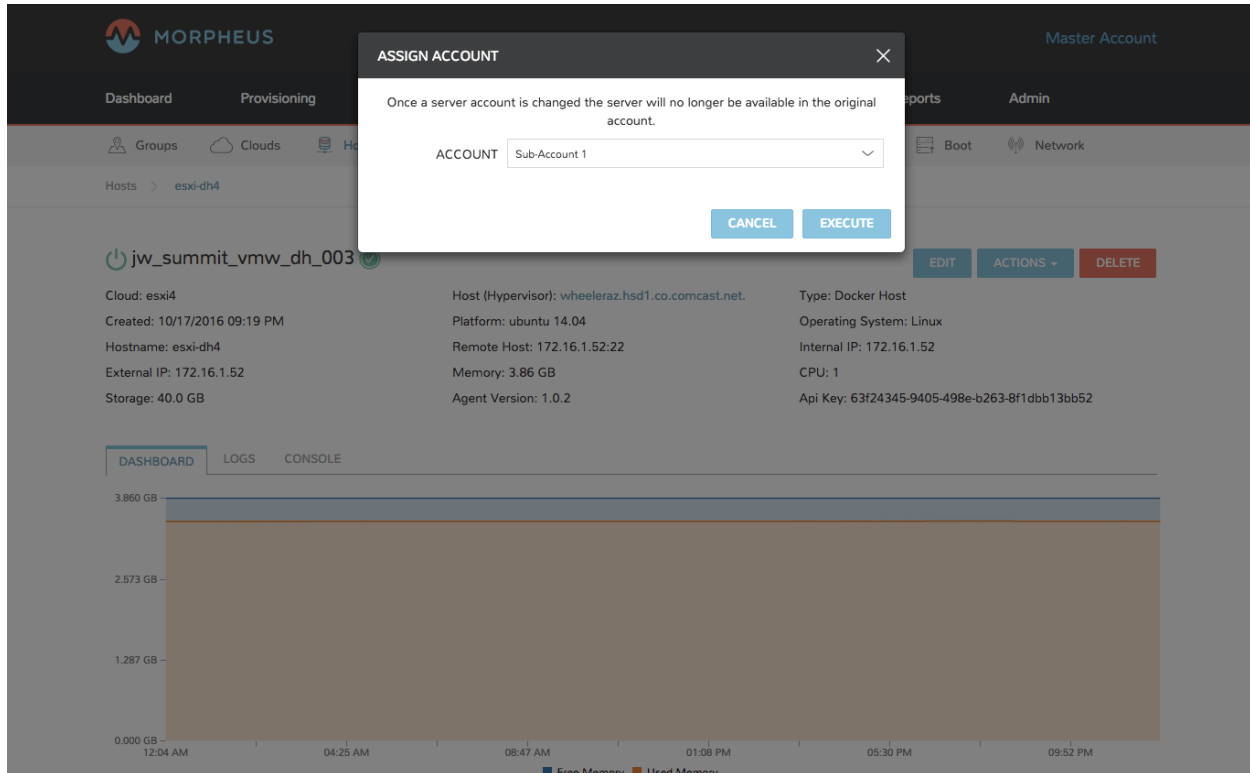 MORPHEUS
Master Account
ASSIGN ACCOUNT
Once a server account is changed the server will no longer be available in the original
account.
ACCOUNT Sub-Account 1
CANCEL EXECUTE
Dashboard Provisioning eports Admin
Groups Clouds Ho Boot Network
Hosts > esxi-dh4
jw_summit_vmw_dh_003
EDIT ACTIONS DELETE
Cloud: esxi4 Host (Hypervisor): wheeleraz.hsd1.co.comcast.net. Type: Docker Host
Created: 10/17/2016 09:19 PM Platform: ubuntu 14.04 Operating System: Linux
Hostname: esxi-dh4 Remote Host: 172.16.1.52:22 Internal IP: 172.16.1.52
External IP: 172.16.1.52 Memory: 3.86 GB CPU: 1
Storage: 40.0 GB Agent Version: 1.0.2 Api Key: 63f24345-9405-498e-b263-8f1dbb13bb52
DASHBOARD LOGS CONSOLE
3.860 GB
2.573 GB
1.287 GB
0.000 GB
12:04 AM 04:25 AM 08:47 AM 01:08 PM 05:30 PM 09:52 PM
Free Memory Used Memory